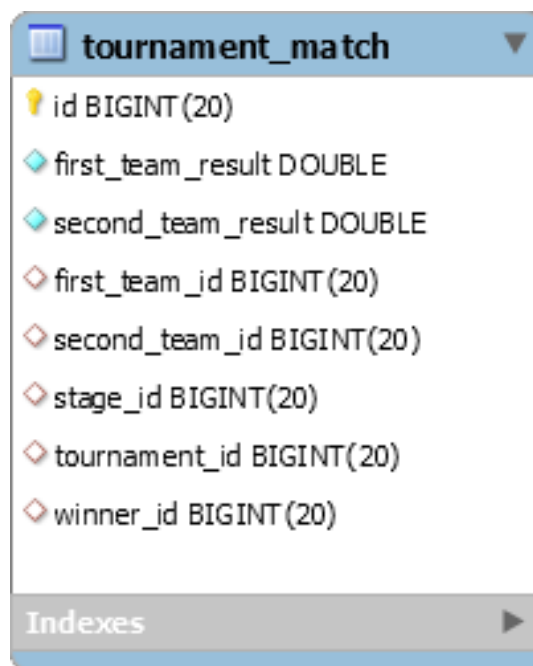 tournament_match
id BIGINT(20)
first_team_result DOUBLE
second_team_result DOUBLE
first_team_id BIGINT(20)
second_team_id BIGINT(20)
stage_id BIGINT(20)
tournament_id BIGINT(20)
winner_id BIGINT(20)
Indexes